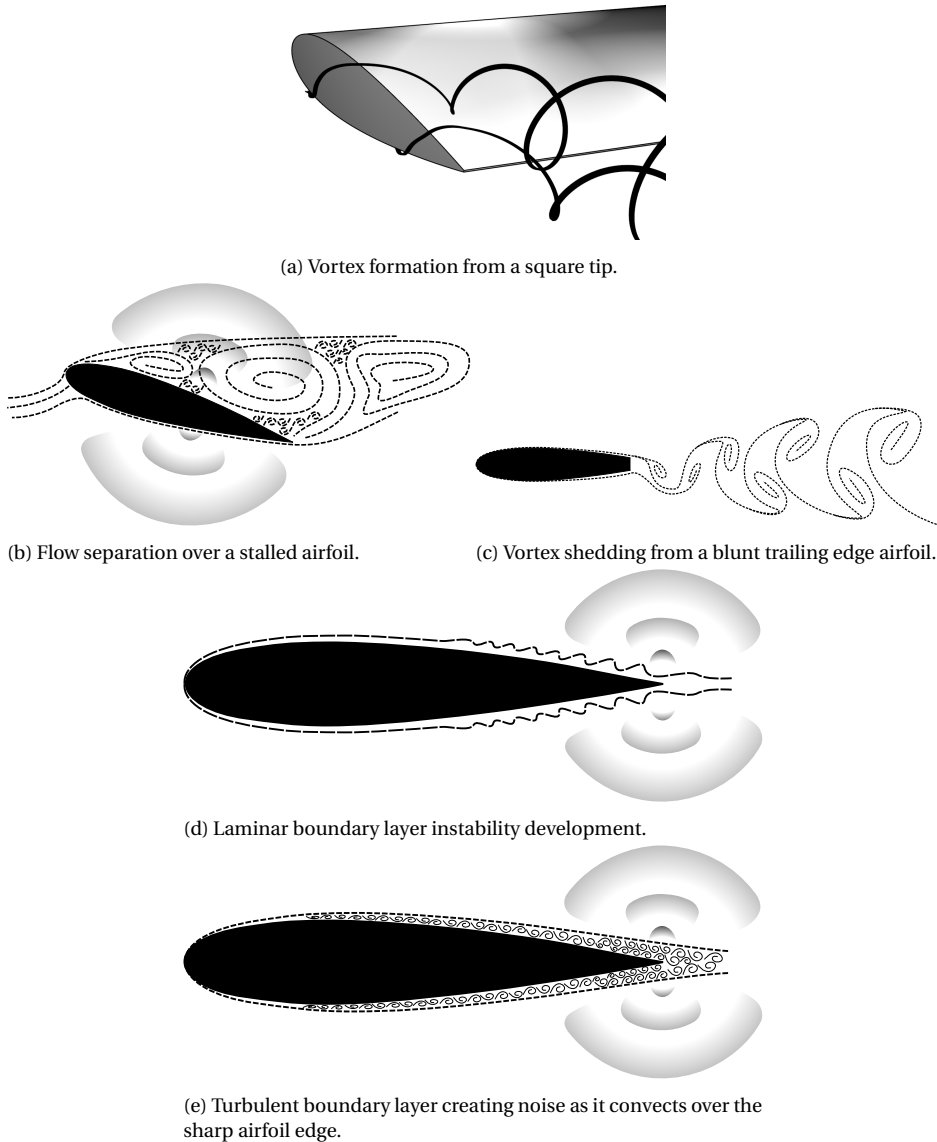 (a) Vortex formation from a square tip.
(b) Flow separation over a stalled airfoil.
(c) Vortex shedding from a blunt trailing edge airfoil.
(d) Laminar boundary layer instability development.
(e) Turbulent boundary layer creating noise as it convects over the
sharp airfoil edge.